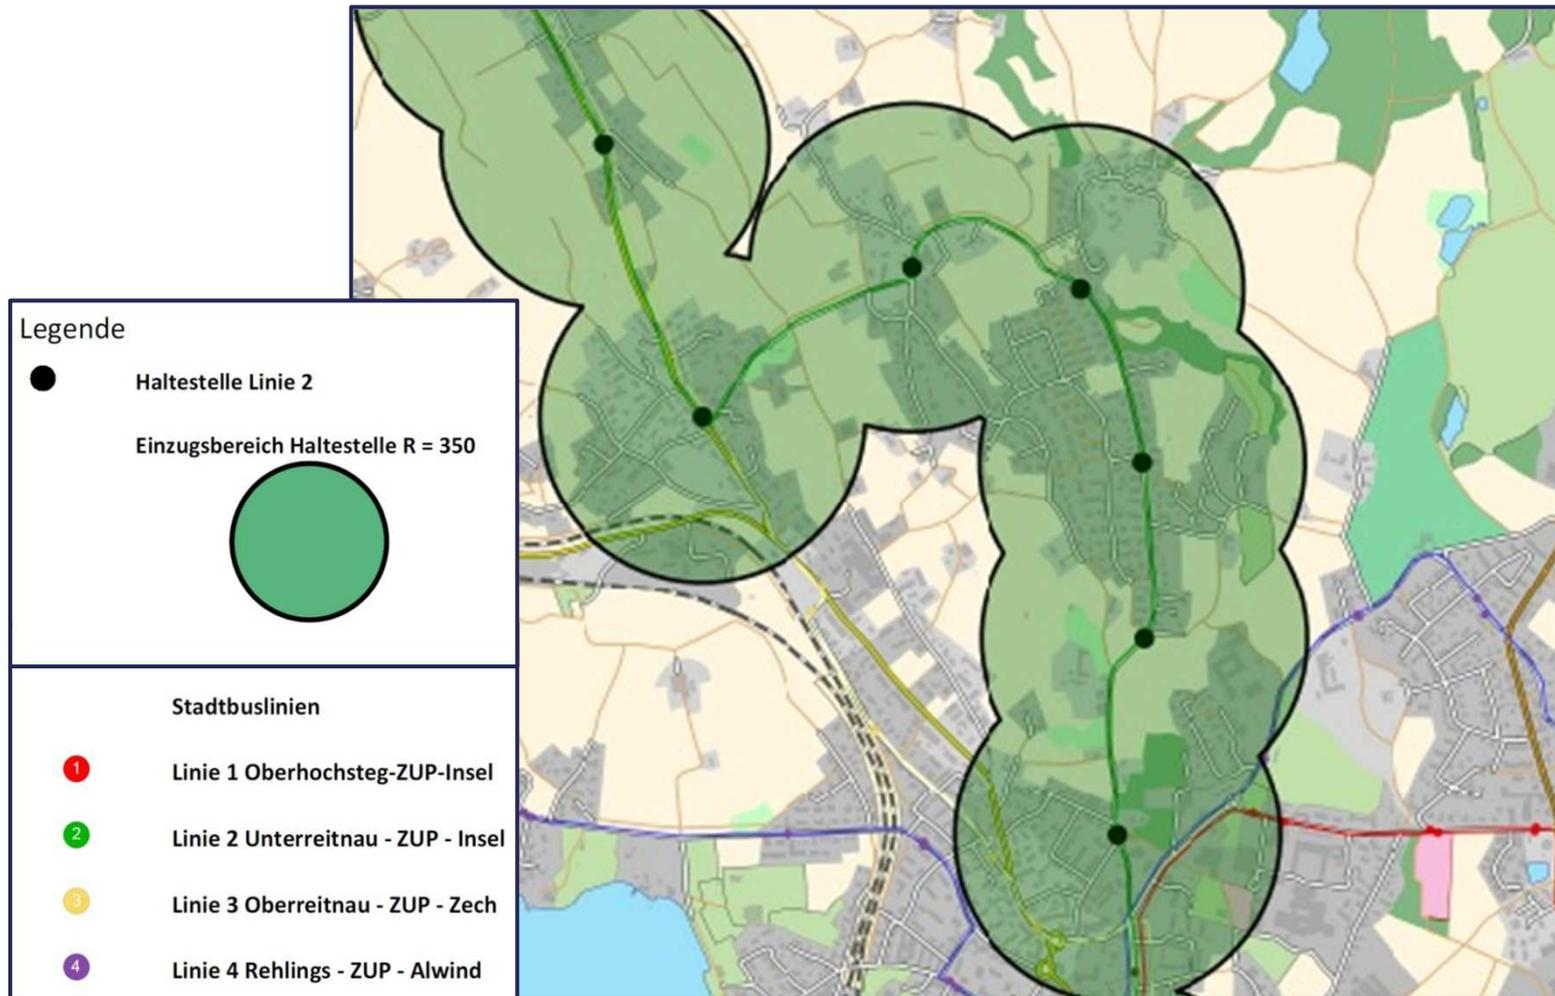 Legende
Haltestelle Linie 2
Einzugsbereich Haltestelle R = 350
Stadtbuslinien
1 Linie 1 Oberhochsteg-ZUP-Insel
2 Linie 2 Unterreitnau - ZUP - Insel
3 Linie 3 Oberreitnau - ZUP - Zech
4 Linie 4 Rehlings - ZUP - Alwind